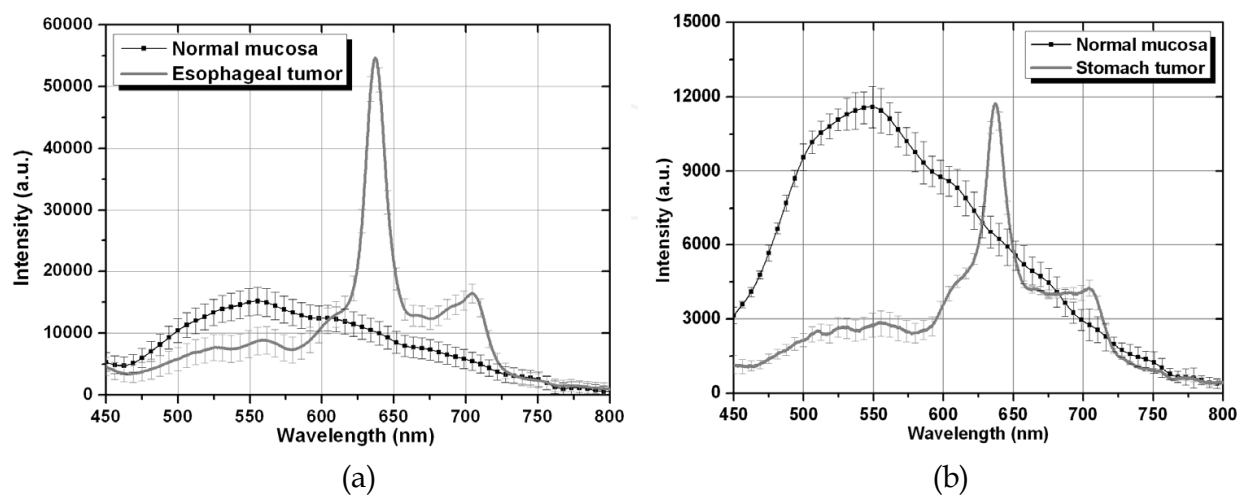 60000
50000
40000
30000
20000
10000
0
Intensity (a.u.)
Normal mucosa
Esophageal tumor
450 500 550 600 650 700 750 800
Wavelength (nm)
(a)
15000
12000
9000
6000
3000
0
Intensity (a.u.)
Normal mucosa
Stomach tumor
450 500 550 600 650 700 750 800
Wavelength (nm)
(b)